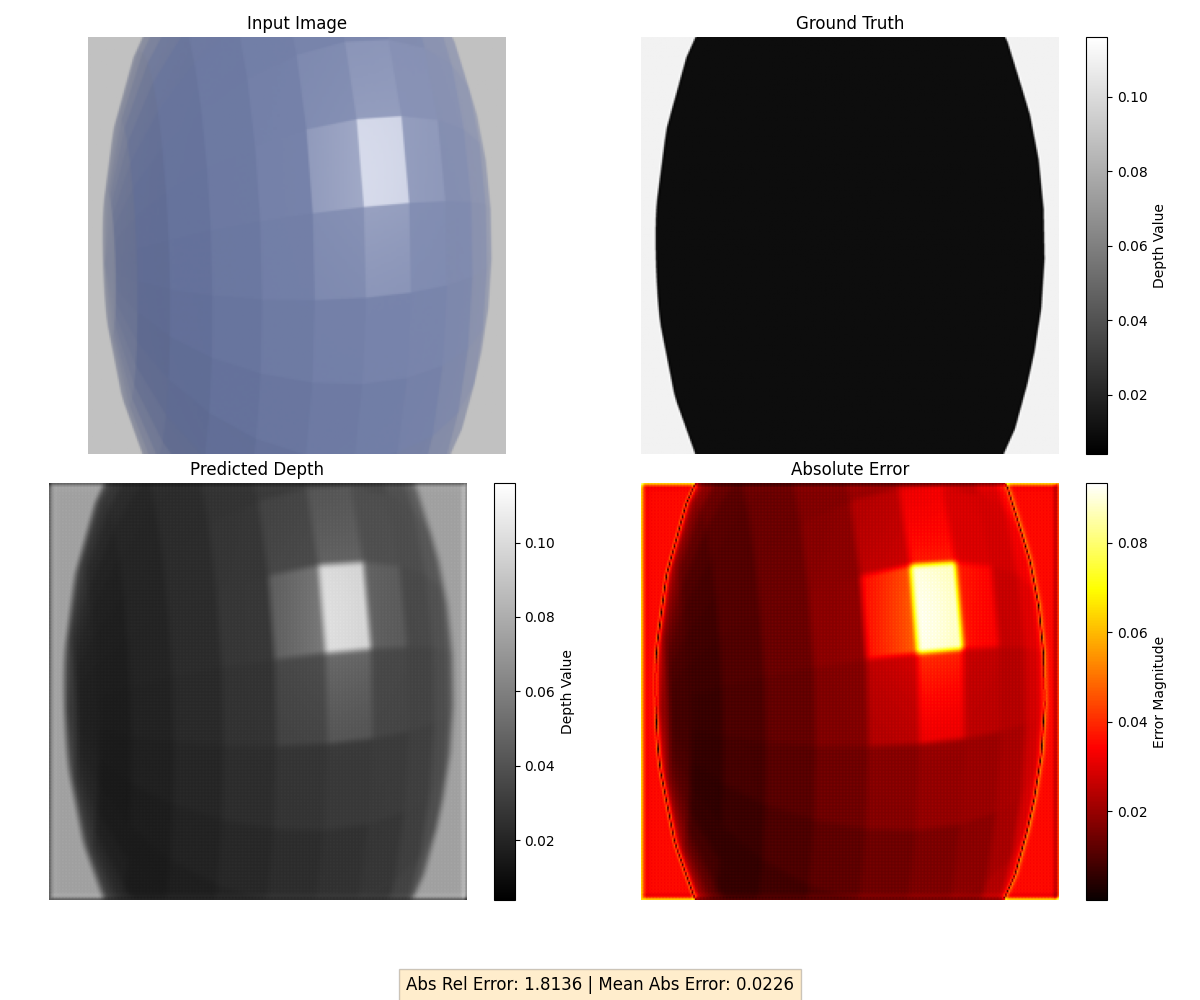 Input Image
Ground Truth
0.10
0.08
0.06
0.04
0.02
Depth Value
Predicted Depth
0.10
0.08
0.06
0.04
0.02
Depth Value
Absolute Error
0.08
0.06
0.04
0.02
Error Magnitude
Abs Rel Error: 1.8136 | Mean Abs Error: 0.0226